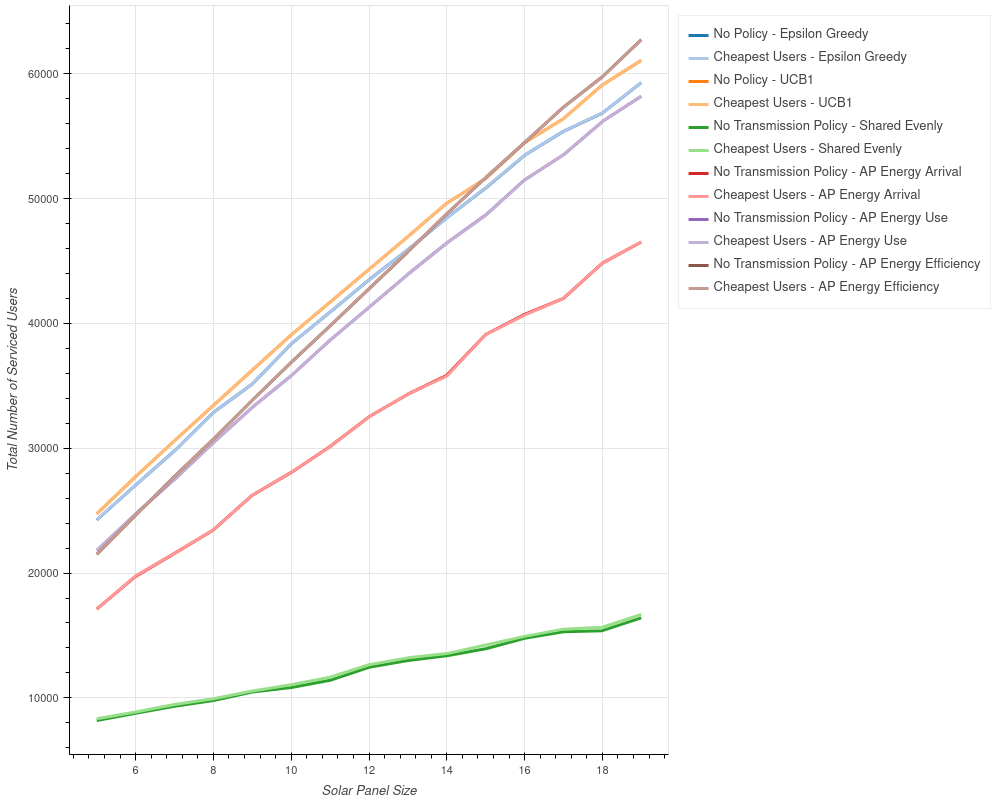 60000
50000
40000
30000
20000
10000
Total Number of Serviced Users
6 8 10 12 14 16 18
Solar Panel Size
No Policy - Epsilon Greedy
Cheapest Users - Epsilon Greedy
No Policy - UCB1
Cheapest Users - UCB1
No Transmission Policy - Shared Evenly
Cheapest Users - Shared Evenly
No Transmission Policy - AP Energy Arrival
Cheapest Users - AP Energy Arrival
No Transmission Policy - AP Energy Use
Cheapest Users - AP Energy Use
No Transmission Policy - AP Energy Efficiency
Cheapest Users - AP Energy Efficiency